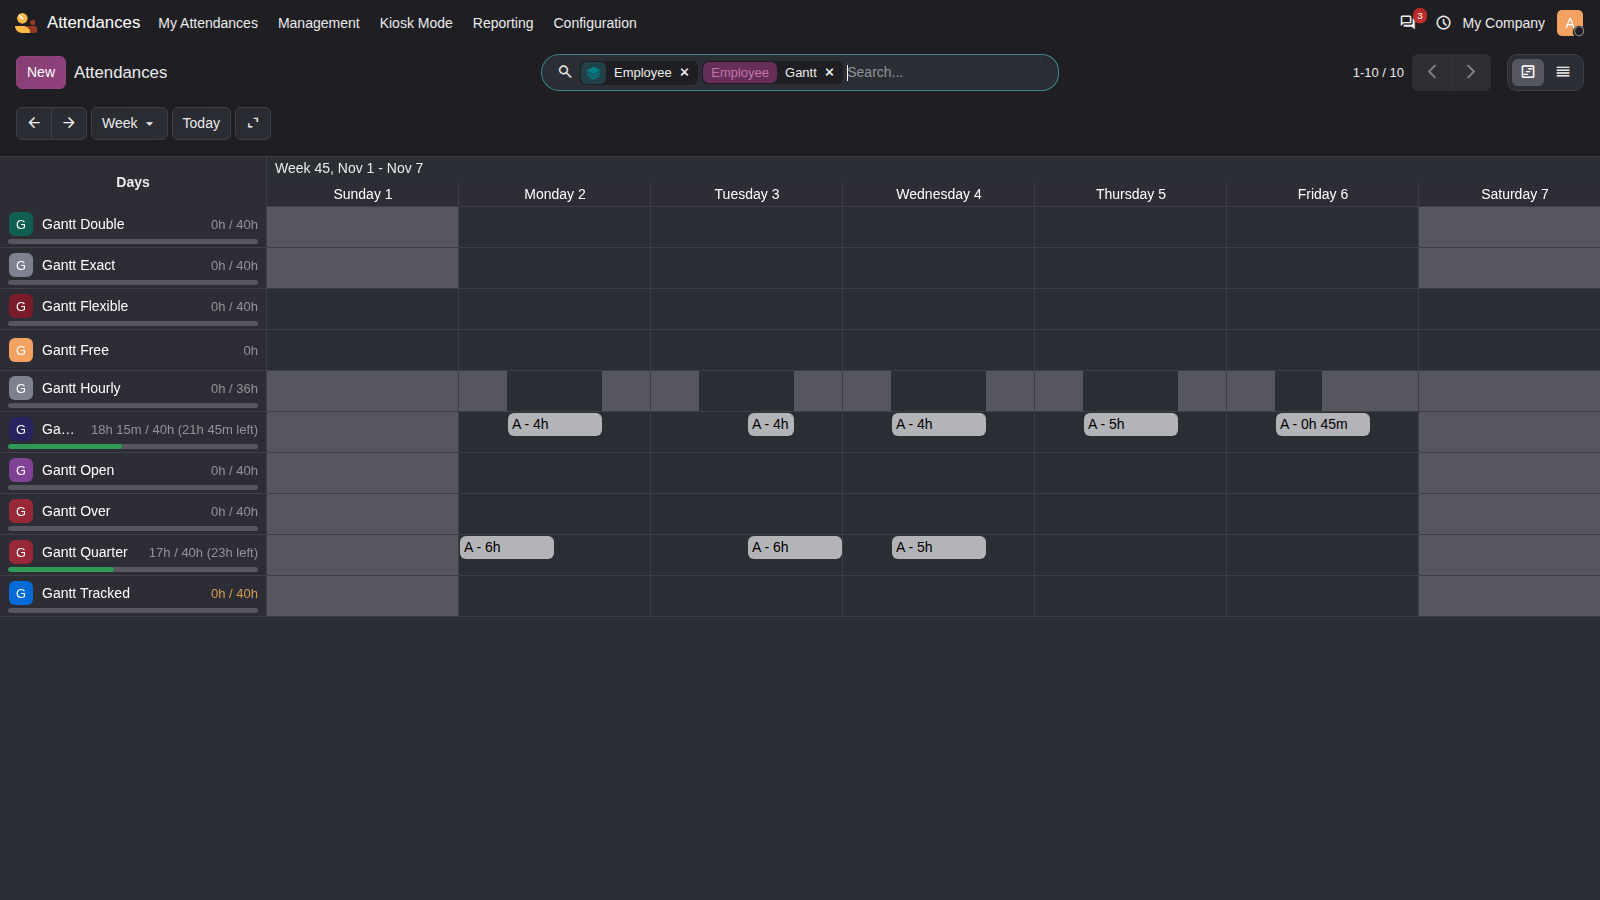 Attendances My Attendances Management Kiosk Mode Reporting Configuration 3 My Company A
New Attendances Employee × Employee Gantt × Search... 1-10 / 10
Week Today
Days
Week 45, Nov 1 - Nov 7
Sunday 1 Monday 2 Tuesday 3 Wednesday 4 Thursday 5 Friday 6 Saturday 7
G Gantt Double 0h / 40h
G Gantt Exact 0h / 40h
G Gantt Flexible 0h / 40h
G Gantt Free 0h
G Gantt Hourly 0h / 36h
G Ga... 18h 15m / 40h (21h 45m left) A - 4h A - 4h A - 4h A - 5h A - 0h 45m
G Gantt Open 0h / 40h
G Gantt Over 0h / 40h
G Gantt Quarter 17h / 40h (23h left) A - 6h A - 6h A - 5h
G Gantt Tracked 0h / 40h